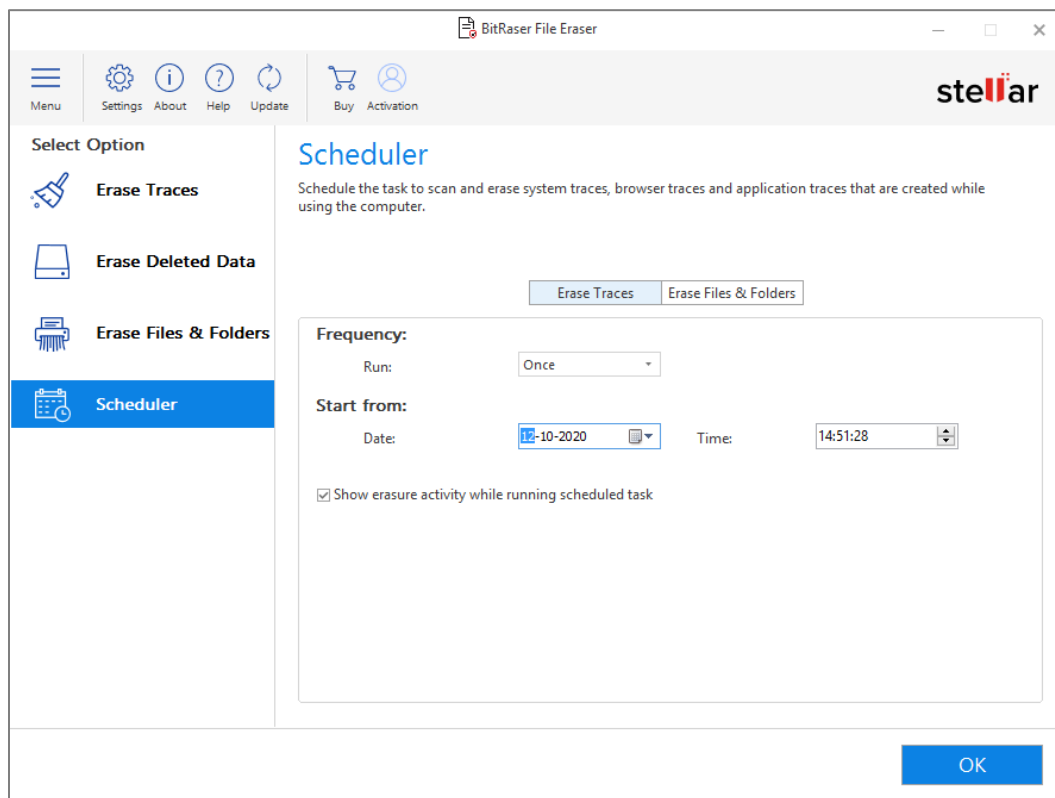 BitRaser File Eraser
Menu Settings About Help Update Buy Activation
stellar
Select Option
Erase Traces
Erase Deleted Data
Erase Files & Folders
Scheduler
Scheduler
Schedule the task to scan and erase system traces, browser traces and application traces that are created while
using the computer.
Erase Traces Erase Files & Folders
Frequency:
Run: Once
Start from:
Date: 12-10-2020 Time: 14:51:28
Show erasure activity while running scheduled task
OK